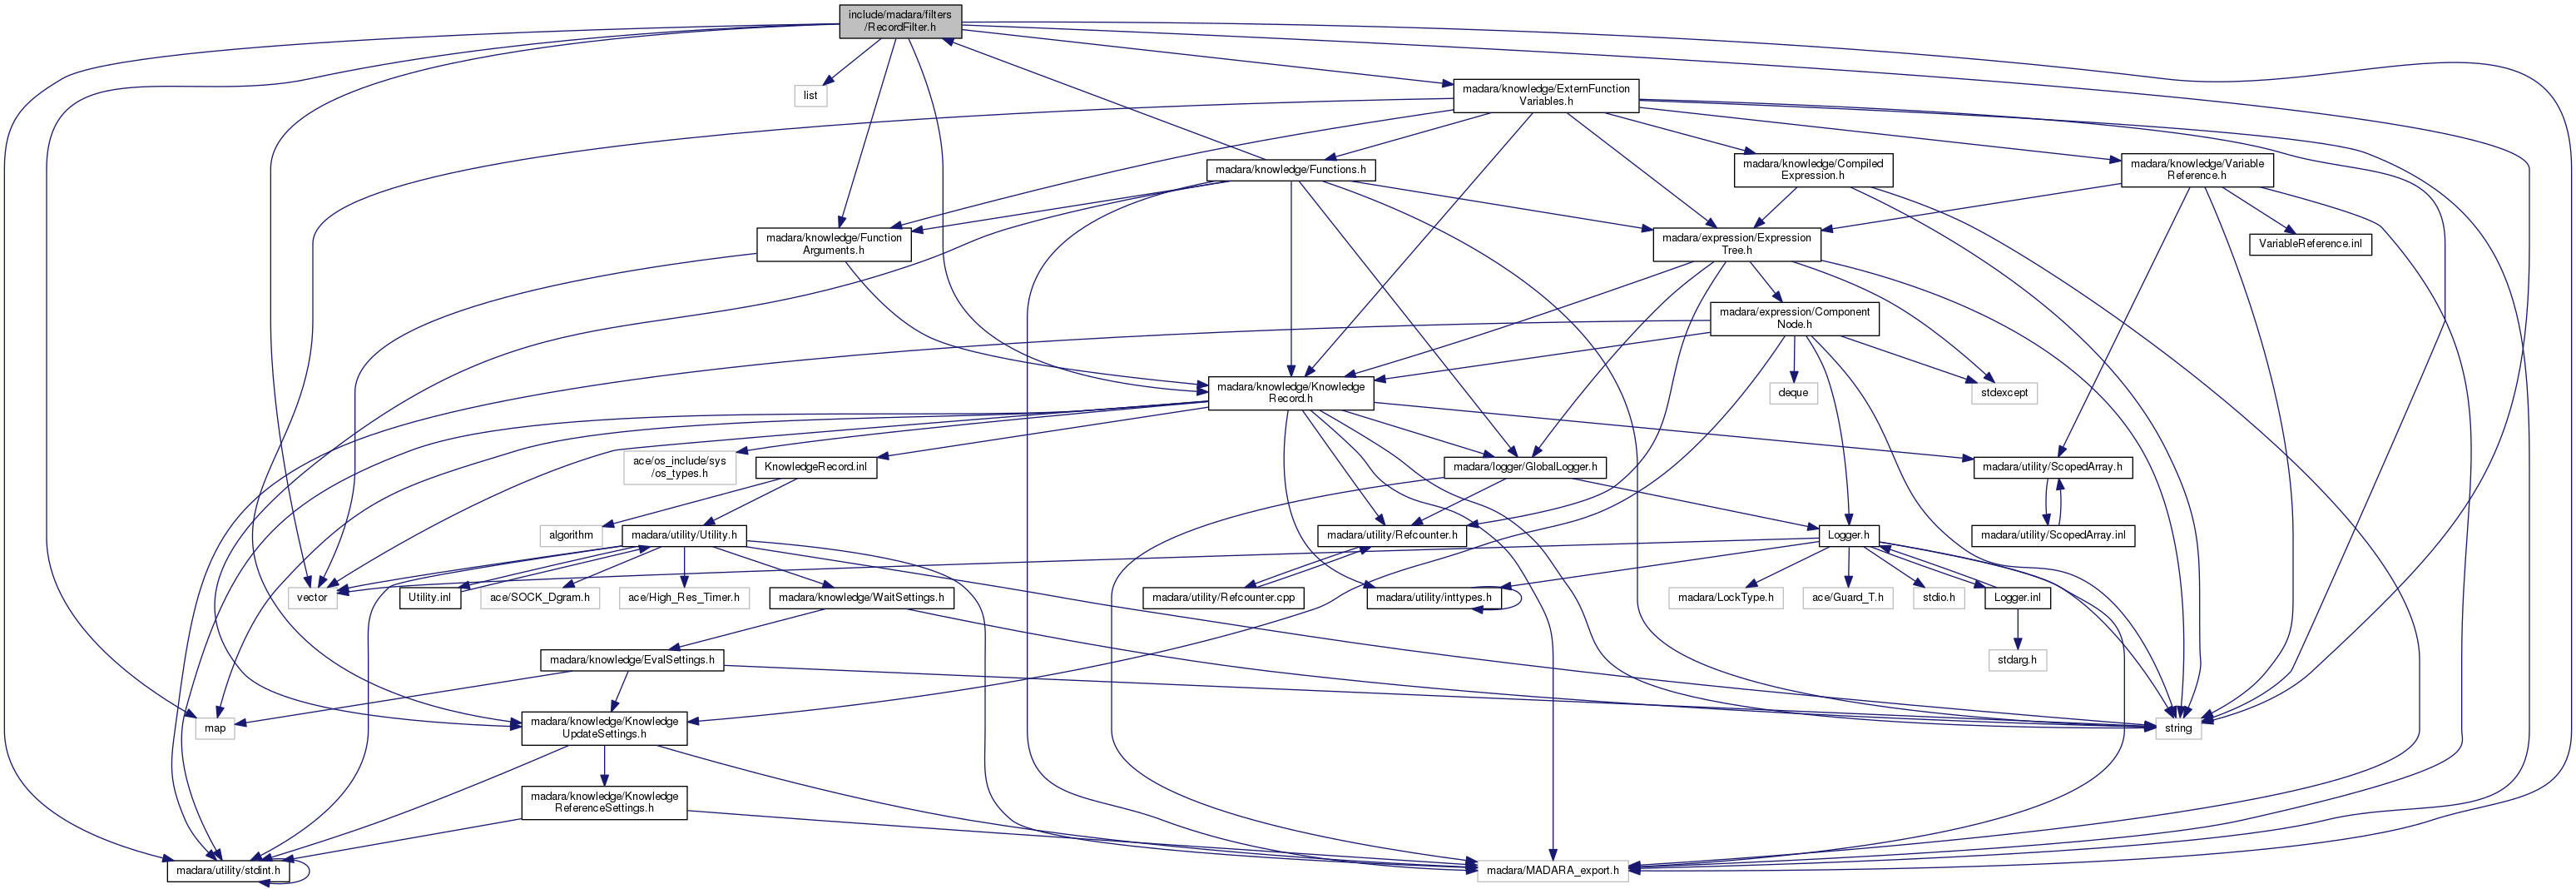 include/madara/filters
/RecordFilter.h
list
madara/knowledge/ExternFunction
Variables.h
madara/knowledge/Functions.h
madara/knowledge/Compiled
Expression.h
madara/knowledge/Variable
Reference.h
madara/knowledge/Function
Arguments.h
madara/expression/Expression
Tree.h
VariableReference.inl
madara/expression/Component
Node.h
madara/knowledge/Knowledge
Record.h
deque
stdexcept
ace/os_include/sys
/os_types.h
KnowledgeRecord.inl
madara/logger/GlobalLogger.h
madara/utility/ScopedArray.h
algorithm
madara/utility/Utility.h
madara/utility/Refcounter.h
Logger.h
madara/utility/ScopedArray.inl
vector
Utility.inl
ace/SOCK_Dgram.h
ace/High_Res_Timer.h
madara/knowledge/WaitSettings.h
madara/utility/Refcounter.cpp
madara/utility/inttypes.h
madara/LockType.h
ace/Guard_T.h
stdio.h
Logger.inl
madara/knowledge/EvalSettings.h
stdarg.h
map
madara/knowledge/Knowledge
UpdateSettings.h
string
madara/knowledge/Knowledge
ReferenceSettings.h
madara/utility/stdint.h
madara/MADARA_export.h